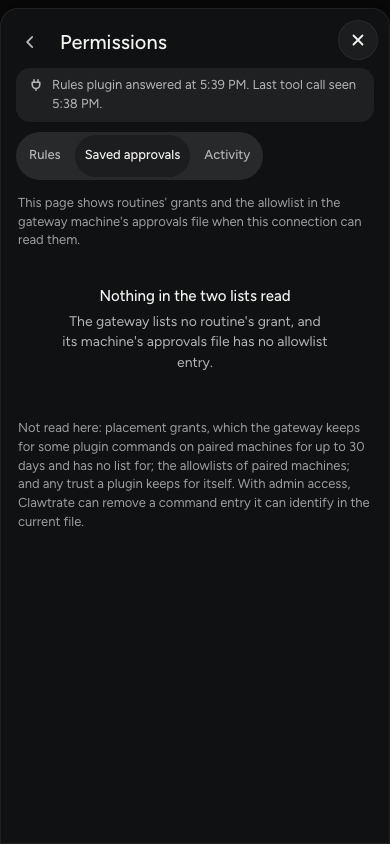 Permissions
Rules plugin answered at 5:39 PM. Last tool call seen
5:38 PM.
Rules
Saved approvals
Activity
This page shows routines' grants and the allowlist in the
gateway machine's approvals file when this connection can
read them.
Nothing in the two lists read
The gateway lists no routine's grant, and
its machine's approvals file has no allowlist
entry.
Not read here: placement grants, which the gateway keeps
for some plugin commands on paired machines for up to 30
days and has no list for; the allowlists of paired machines;
and any trust a plugin keeps for itself. With admin access,
Clawtrate can remove a command entry it can identify in the
current file.